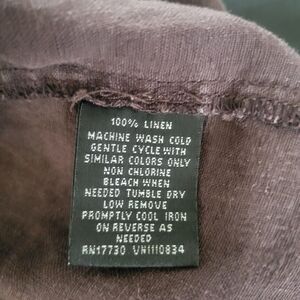 100% LINEN
MACHINE WASH COLD
GENTLE CYCLE WITH
SIMILAR COLORS ONLY
NON CHLORINE
BLEACH WHEN
NEEDED TUMBLE DRY
LOW REMOVE
PROMPTLY COOL IRON
ON REVERSE AS
NEEDED
RN17730 VN1110834